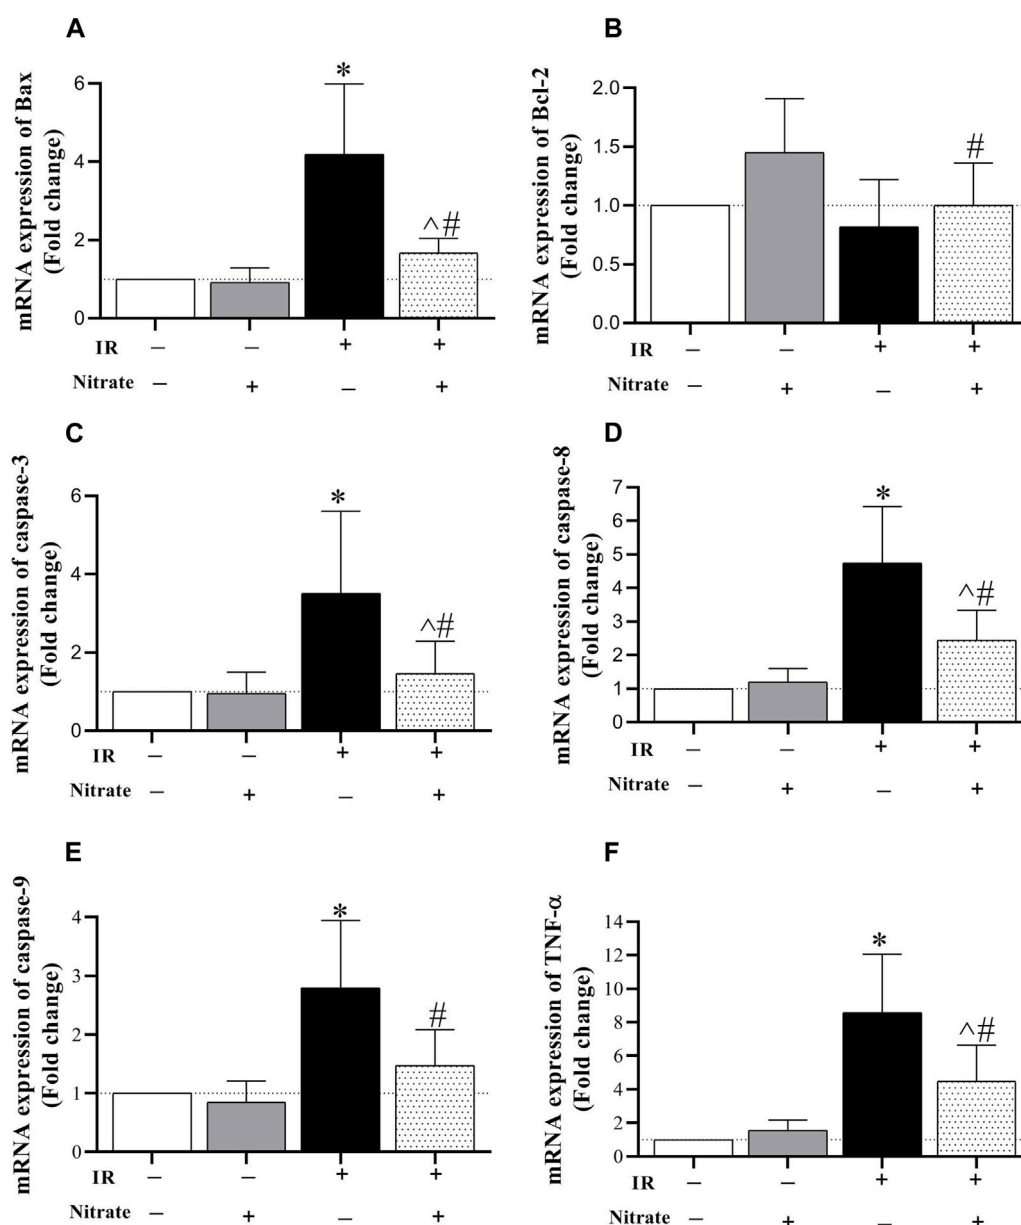 A
mRNA expression of Bax
(Fold change)
6
4
2
0
*
^#
IR – – + +
Nitrate – + – +
B
mRNA expression of Bcl-2
(Fold change)
2.0
1.5
1.0
0.5
0.0
#
IR – – + +
Nitrate – + – +
C
mRNA expression of caspase-3
(Fold change)
6
4
2
0
*
^#
IR – – + +
Nitrate – + – +
D
mRNA expression of caspase-8
(Fold change)
7
6
5
4
3
2
1
0
*
^#
IR – – + +
Nitrate – + – +
E
mRNA expression of caspase-9
(Fold change)
4
3
2
1
0
*
#
IR – – + +
Nitrate – + – +
F
mRNA expression of TNF-α
(Fold change)
14
12
10
8
6
4
2
0
*
^#
IR – – + +
Nitrate – + – +